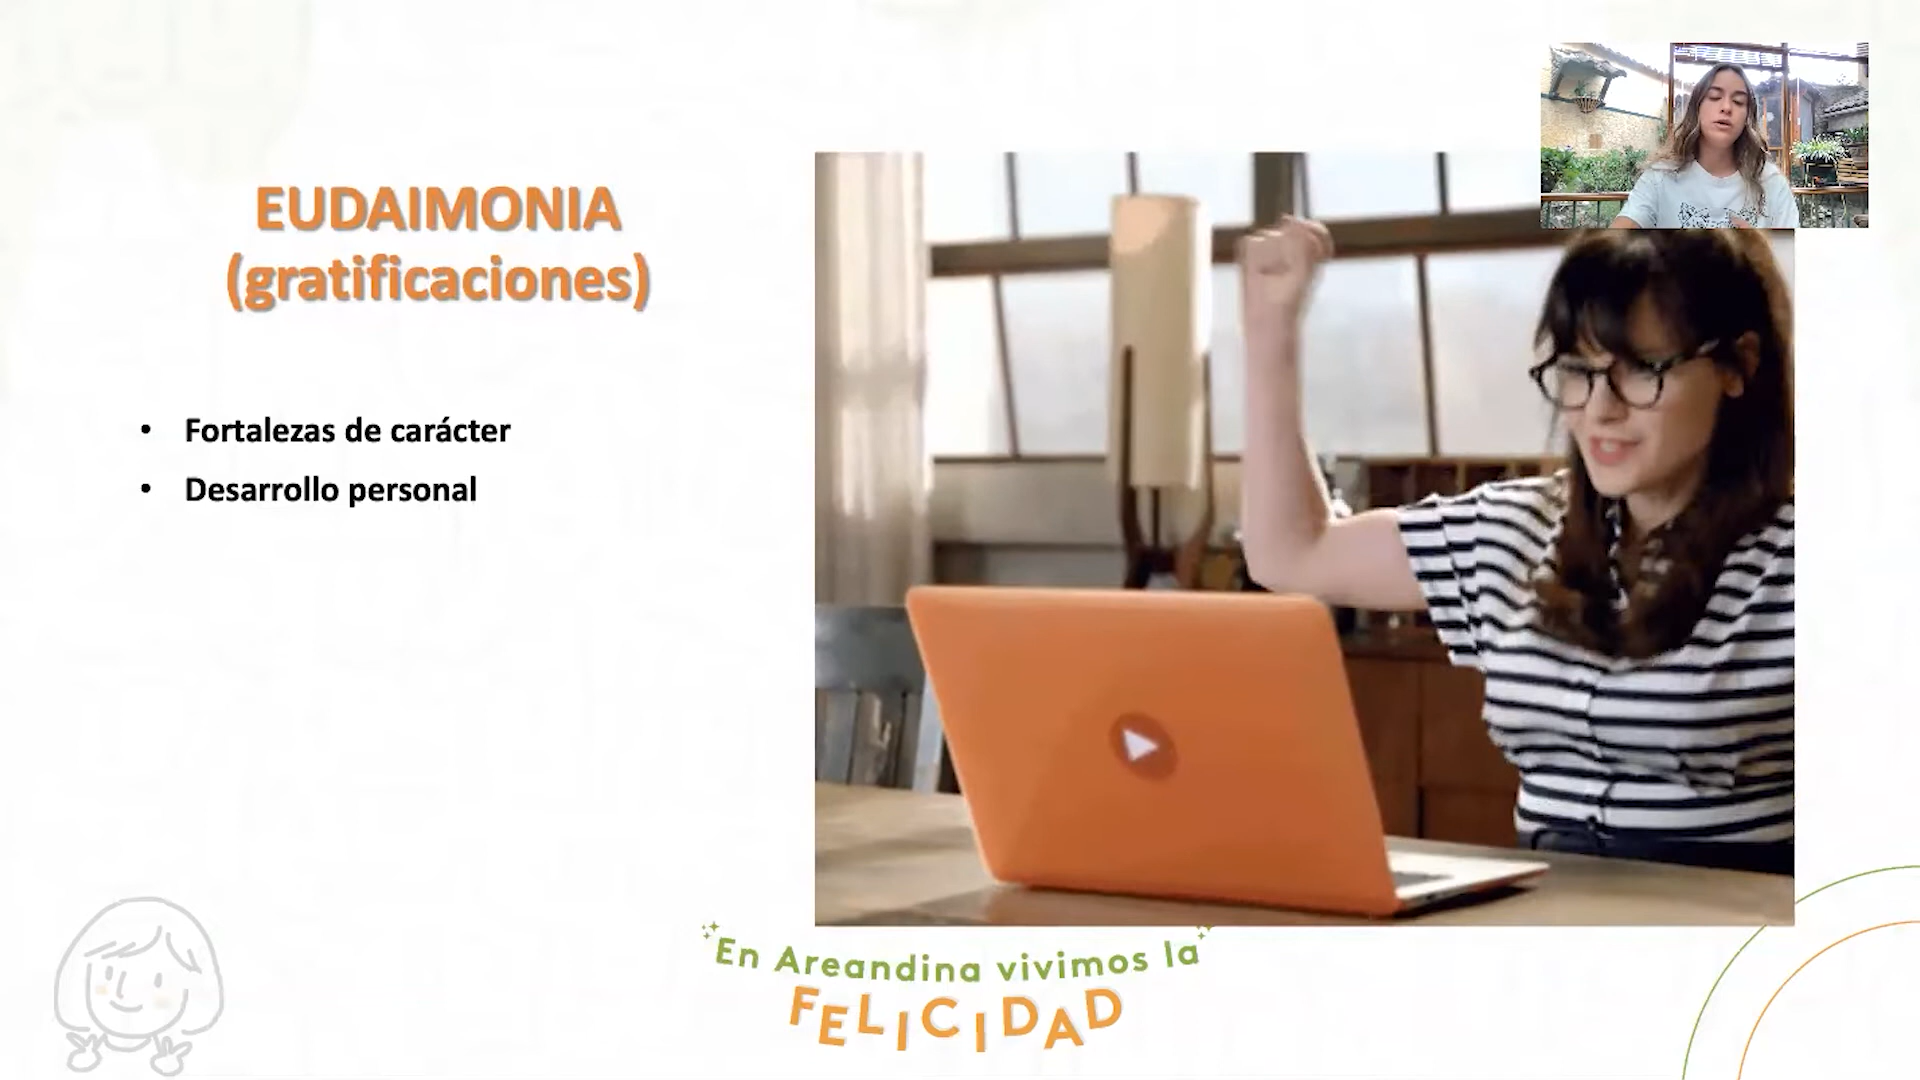 EUDAIMONIA
(gratificaciones)
• Fortalezas de carácter
• Desarrollo personal
En Areandina vivimos la
FELICIDAD